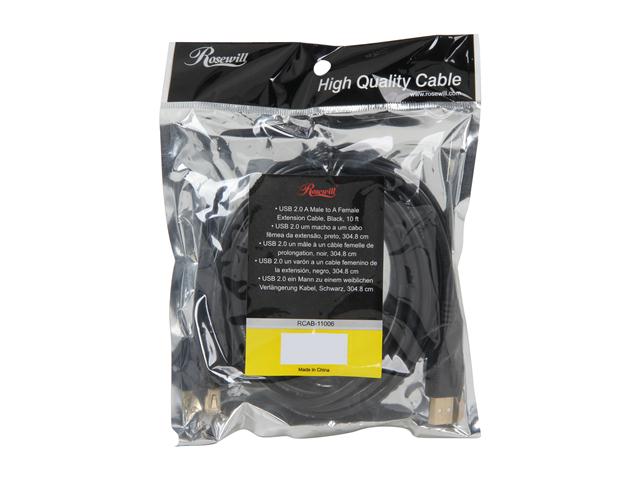 Rosewill
High Quality Cable
www.rosewill.com
Rosewill
• USB 2.0 A Male to A Female
Extension Cable, Black, 10 ft
• USB 2.0 um macho a um cabo
fêmea da extensão, preto, 304.8 cm
• USB 2.0 un mâle à un câble femelle de
prolongation, noir, 304.8 cm
• USB 2.0 un varón a un cable femenino de
la extensión, negro, 304.8 cm
• USB 2.0 ein Mann zu einem weiblichen
Verlängerung Kabel, Schwarz, 304.8 cm
RCAB-11006
Made in China